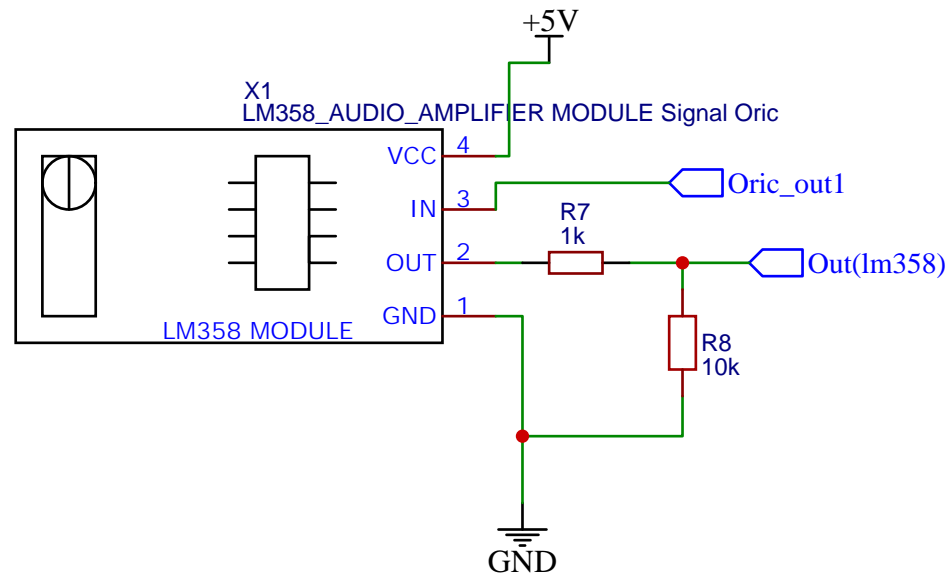 +5V
X1
LM358_AUDIO_AMPLIFIER MODULE Signal Oric
VCC 4
IN 3
Oric_out1
R7
1k
OUT 2
Out(lm358)
GND 1
LM358 MODULE
R8
10k
GND